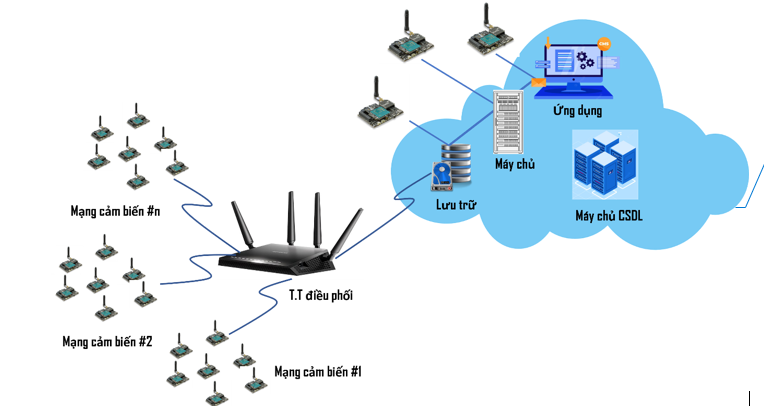 Ứng dụng
Máy chủ
Lưu trữ
Máy chủ CSDL
Mạng cảm biến #n
T.T điều phối
Mạng cảm biến #2
Mạng cảm biến #1